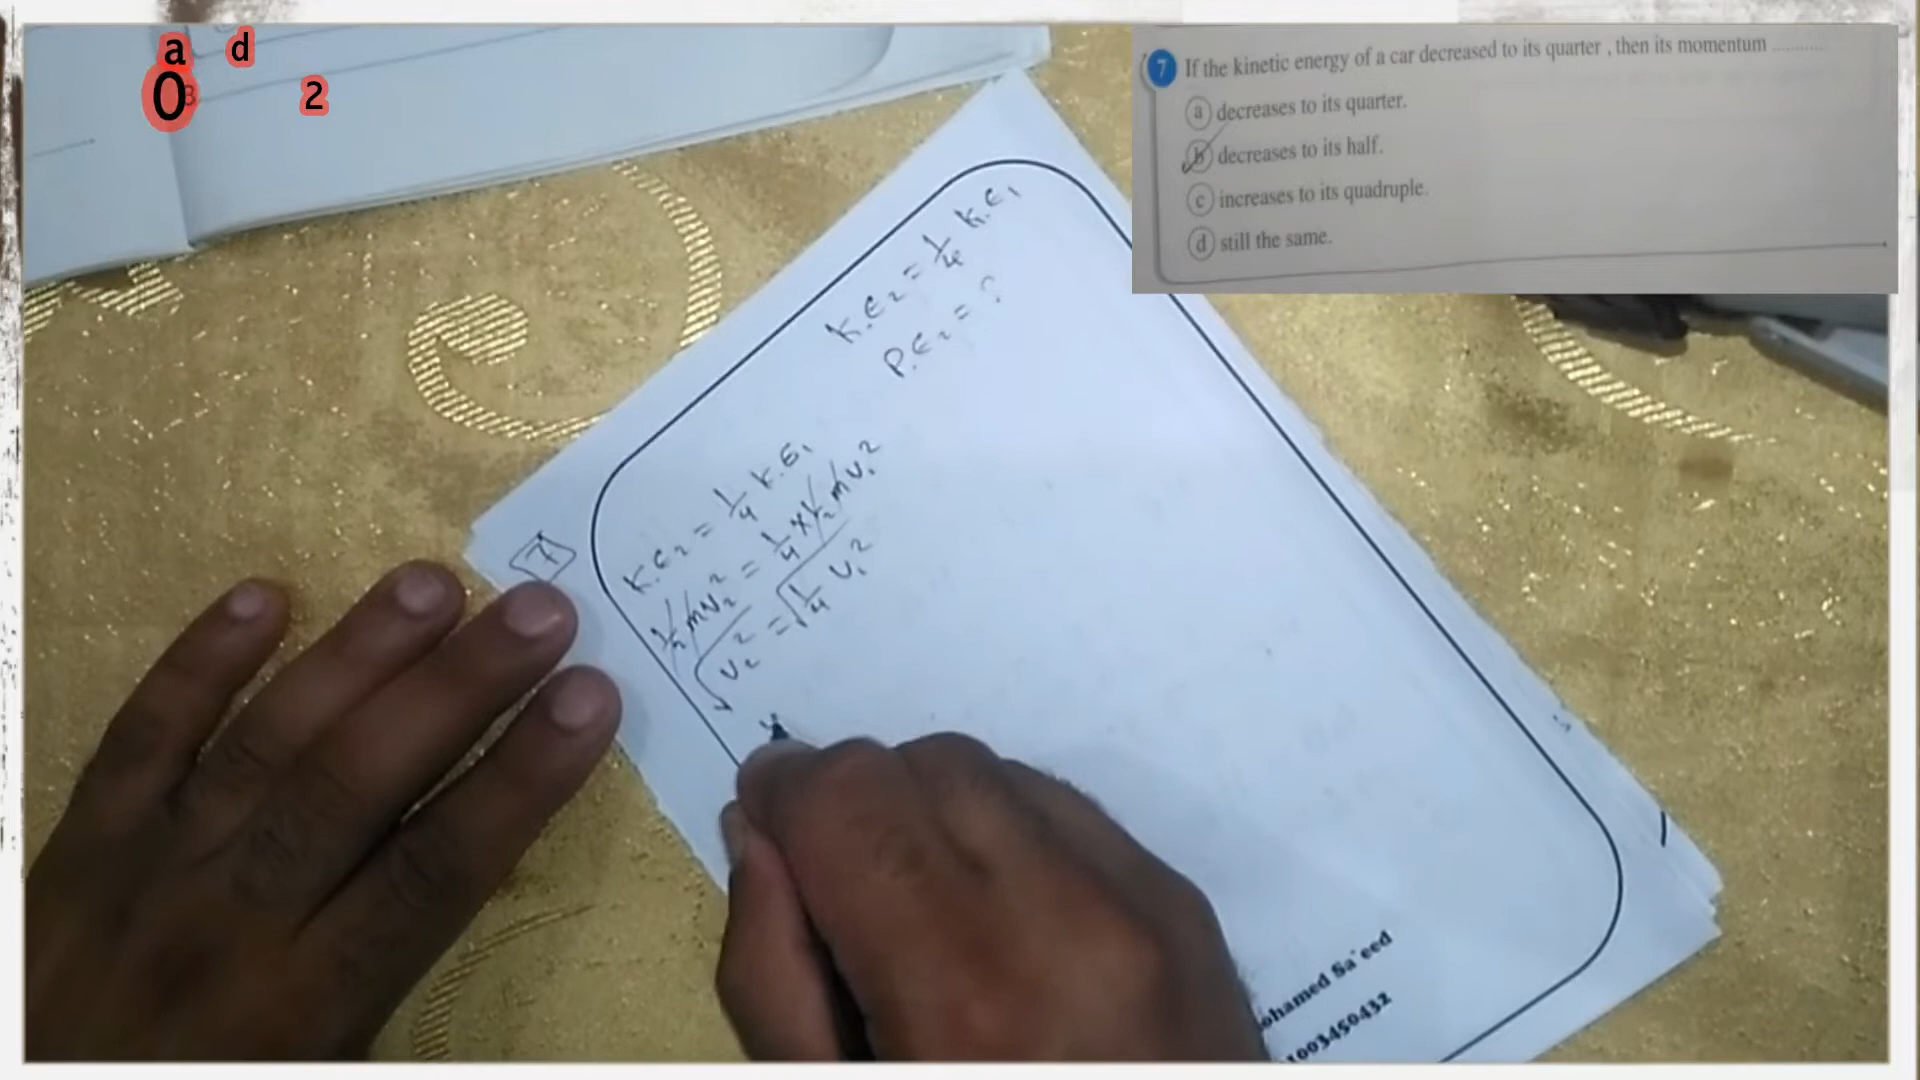 a d
0 2
7 If the kinetic energy of a car decreased to its quarter , then its momentum ...........
a decreases to its quarter.
b decreases to its half.
c increases to its quadruple.
d still the same.
K.E₂ = 1/4 K.E₁
P.E₂ = ?
7
K.E₂ = 1/4 K.E₁
1/2 mv₂² = 1/4 × 1/2 mv₁²
√v₂² = √1/4 v₁²
ohamed Sa'eed
1003450432